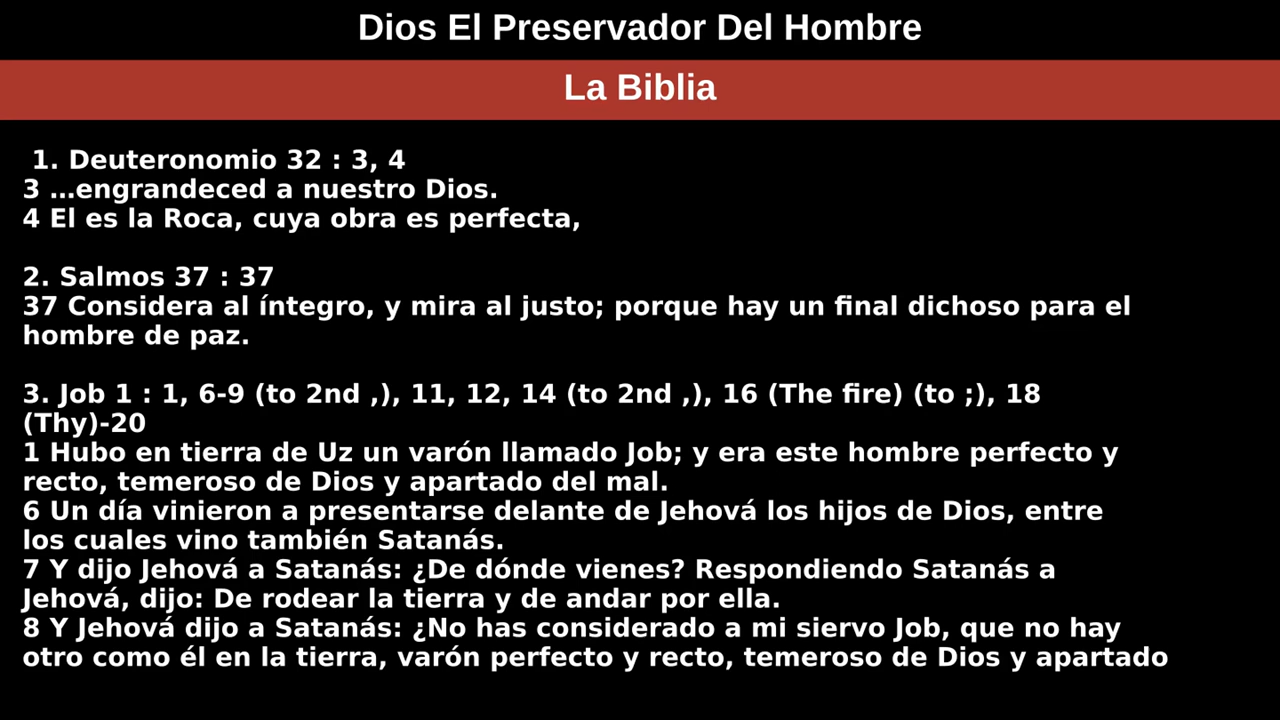 Dios El Preservador Del Hombre
La Biblia
1. Deuteronomio 32 : 3, 4
3 …engrandeced a nuestro Dios.
4 El es la Roca, cuya obra es perfecta,
2. Salmos 37 : 37
37 Considera al íntegro, y mira al justo; porque hay un final dichoso para el
hombre de paz.
3. Job 1 : 1, 6-9 (to 2nd ,), 11, 12, 14 (to 2nd ,), 16 (The fire) (to ;), 18
(Thy)-20
1 Hubo en tierra de Uz un varón llamado Job; y era este hombre perfecto y
recto, temeroso de Dios y apartado del mal.
6 Un día vinieron a presentarse delante de Jehová los hijos de Dios, entre
los cuales vino también Satanás.
7 Y dijo Jehová a Satanás: ¿De dónde vienes? Respondiendo Satanás a
Jehová, dijo: De rodear la tierra y de andar por ella.
8 Y Jehová dijo a Satanás: ¿No has considerado a mi siervo Job, que no hay
otro como él en la tierra, varón perfecto y recto, temeroso de Dios y apartado